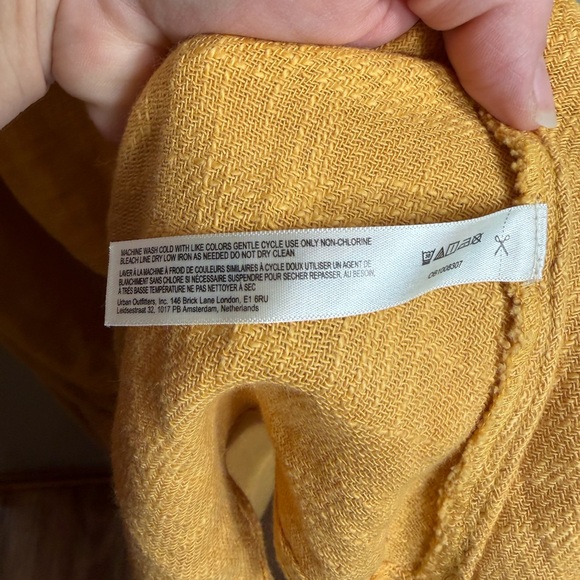 MACHINE WASH COLD WITH LIKE COLORS GENTLE CYCLE USE ONLY NON-CHLORINE
BLEACH LINE DRY LOW IRON AS NEEDED DO NOT DRY CLEAN
LAVER À LA MACHINE À FROID DE COULEURS SIMILAIRES À CYCLE DOUX UTILISER UN AGENT DE
BLANCHIMENT SANS CHLORE SI NÉCESSAIRE SUSPENDRE POUR SECHER REPASSER, AU BESOIN,
À TRÈS BASSE TEMPÉRATURE NE PAS NETTOYER À SEC
Urban Outfitters, Inc. 146 Brick Lane London, E1 6RU
Leidsestraat 32, 1017 PB Amsterdam, Netherlands
OB1008307